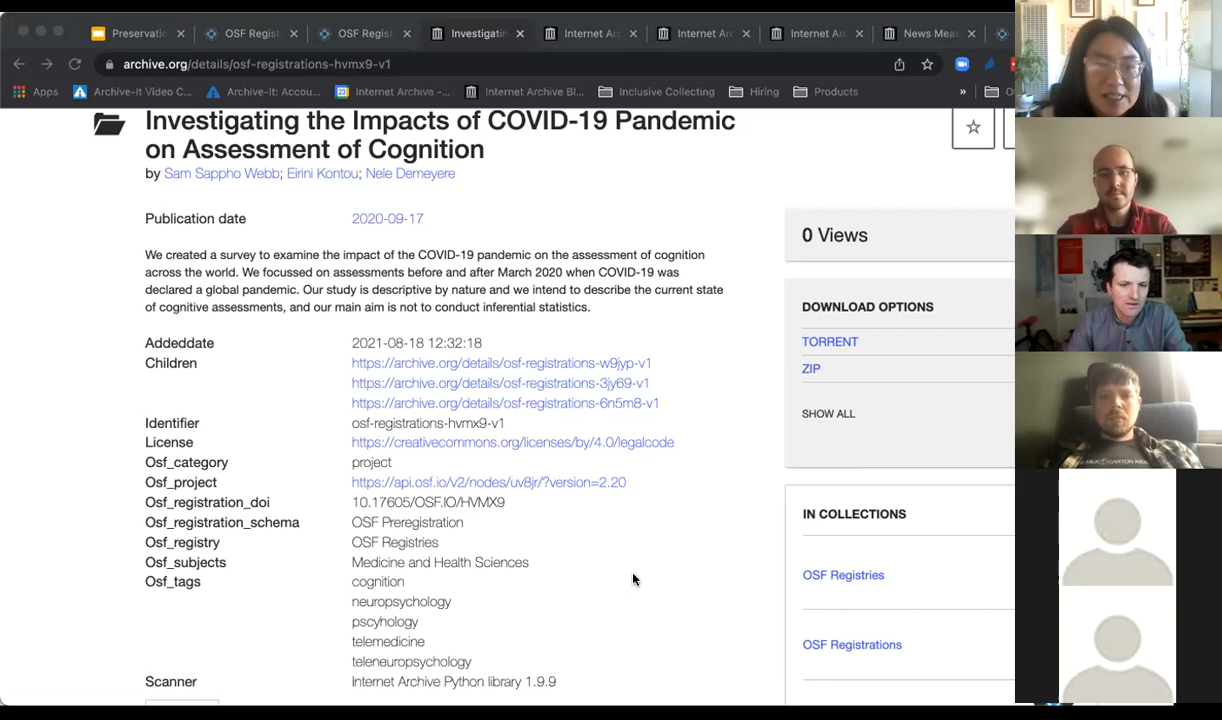 Preservatio
OSF Regist
OSF Regis
Investigatin
Internet Arc
Internet Arc
Internet Arc
News Meas
archive.org/details/osf-registrations-hvmx9-v1
Apps
Archive-It Video C...
Archive-It: Accou...
Internet Archive -...
Internet Archive Bl...
Inclusive Collecting
Hiring
Products
Investigating the Impacts of COVID-19 Pandemic
on Assessment of Cognition
by Sam Sappho Webb; Eirini Kontou; Nele Demeyere
Publication date 2020-09-17
We created a survey to examine the impact of the COVID-19 pandemic on the assessment of cognition
across the world. We focussed on assessments before and after March 2020 when COVID-19 was
declared a global pandemic. Our study is descriptive by nature and we intend to describe the current state
of cognitive assessments, and our main aim is not to conduct inferential statistics.
Addeddate 2021-08-18 12:32:18
Children https://archive.org/details/osf-registrations-w9jyp-v1
https://archive.org/details/osf-registrations-3jy69-v1
https://archive.org/details/osf-registrations-6n5m8-v1
Identifier osf-registrations-hvmx9-v1
License https://creativecommons.org/licenses/by/4.0/legalcode
Osf_category project
Osf_project https://api.osf.io/v2/nodes/uv8jr/?version=2.20
Osf_registration_doi 10.17605/OSF.IO/HVMX9
Osf_registration_schema OSF Preregistration
Osf_registry OSF Registries
Osf_subjects Medicine and Health Sciences
Osf_tags cognition
neuropsychology
pscyhology
telemedicine
teleneuropsychology
Scanner Internet Archive Python library 1.9.9
0 Views
DOWNLOAD OPTIONS
TORRENT
ZIP
SHOW ALL
IN COLLECTIONS
OSF Registries
OSF Registrations